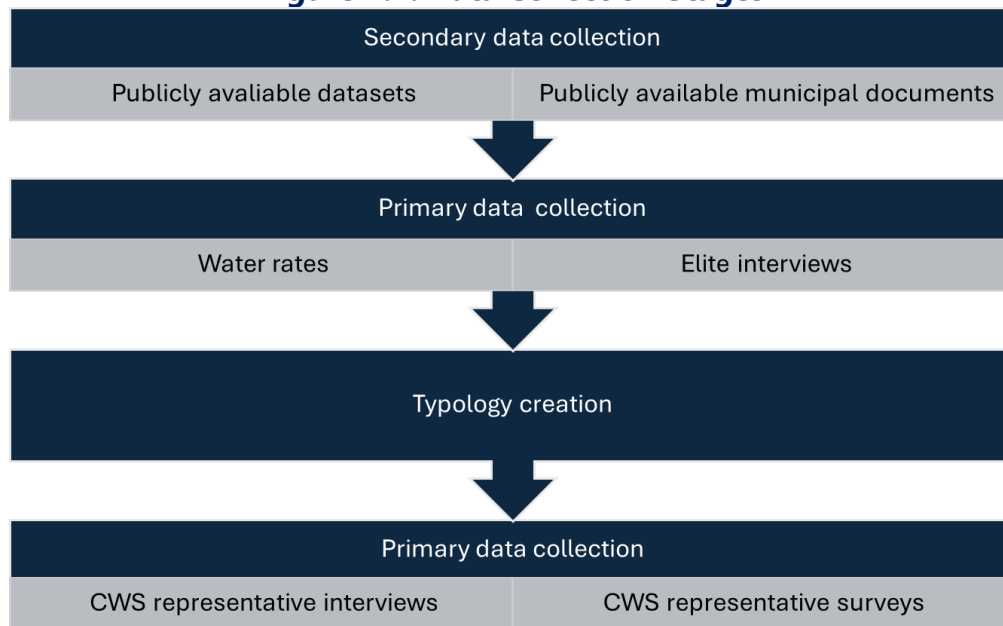 Secondary data collection
Publicly avaliable datasets
Publicly available municipal documents
Primary data collection
Water rates
Elite interviews
Typology creation
Primary data collection
CWS representative interviews
CWS representative surveys